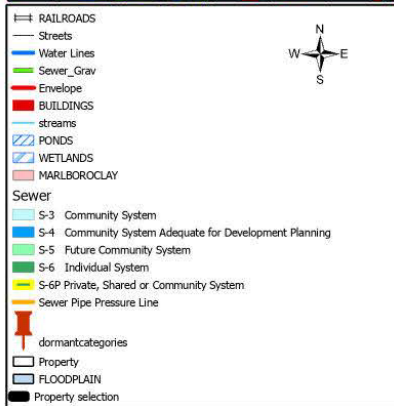 RAILROADS
Streets
Water Lines
Sewer_Grav
Envelope
BUILDINGS
streams
PONDS
WETLANDS
MARLBOROCLAY
Sewer
S-3 Community System
S-4 Community System Adequate for Development Planning
S-5 Future Community System
S-6 Individual System
S-6P Private, Shared or Community System
Sewer Pipe Pressure Line
dormantcategories
Property
FLOODPLAIN
Property selection
N
W E
S